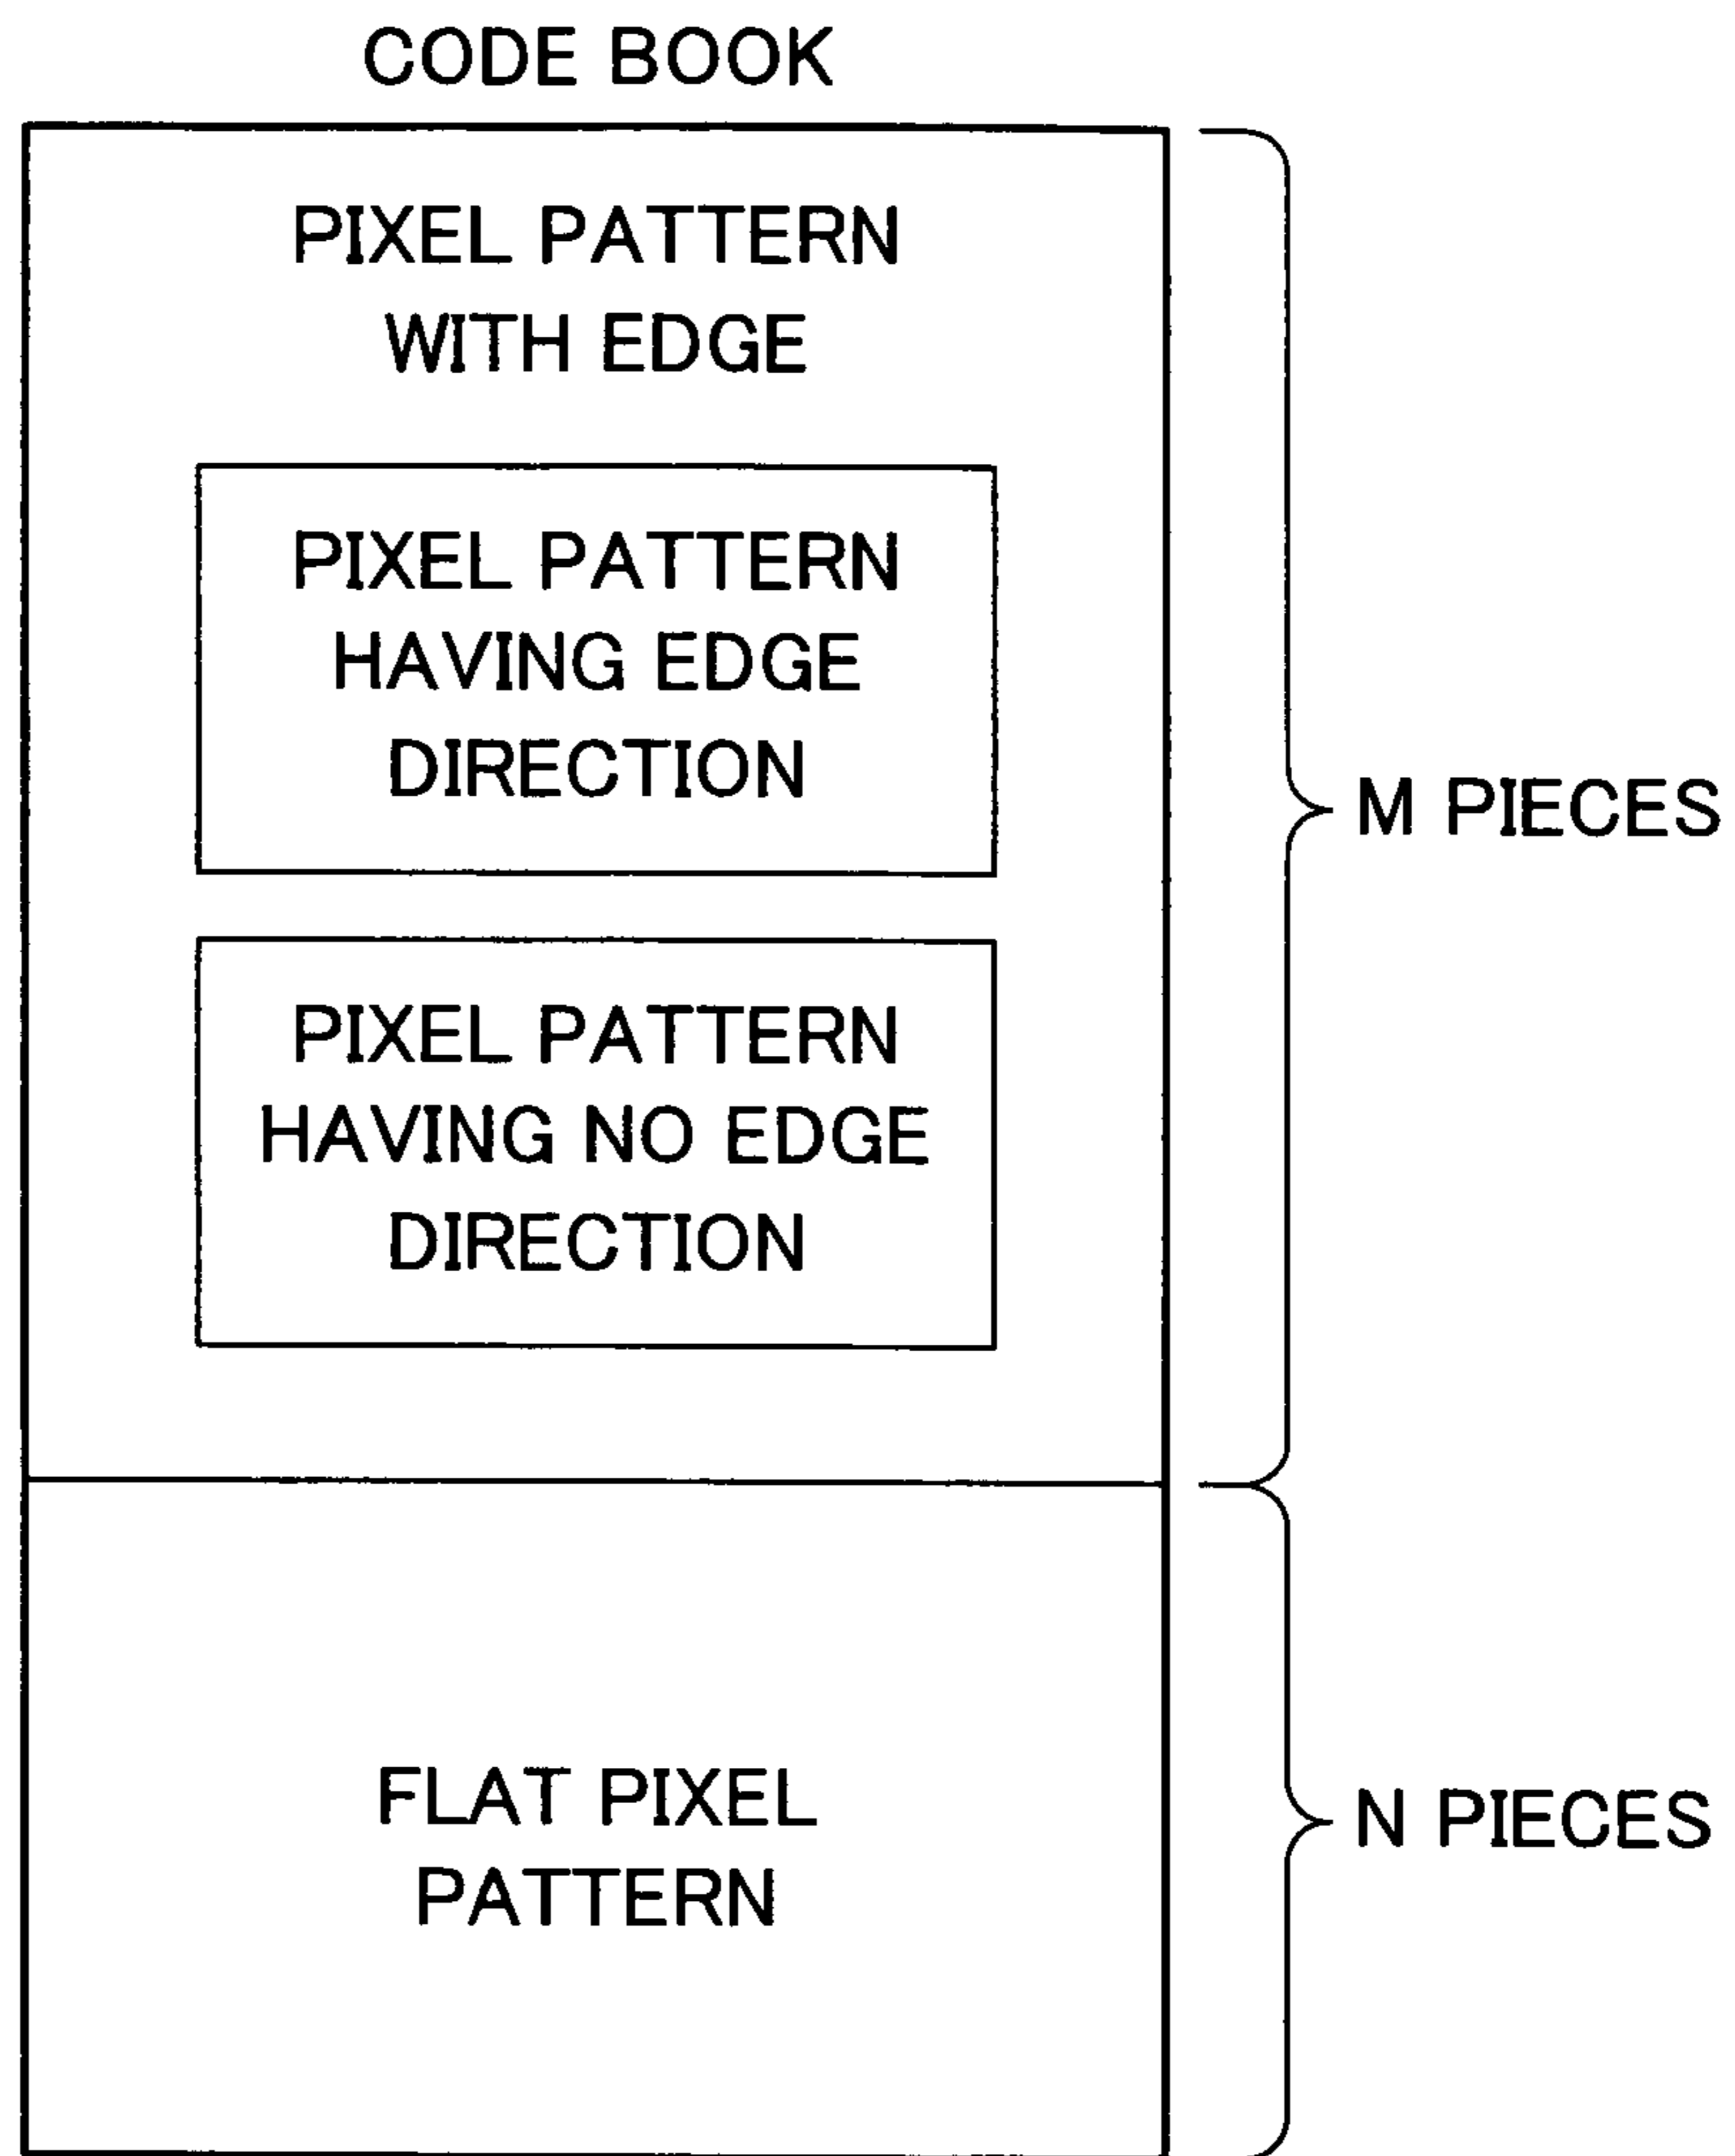 CODE BOOK
PIXEL PATTERN
WITH EDGE
PIXEL PATTERN
HAVING EDGE
DIRECTION
M PIECES
PIXEL PATTERN
HAVING NO EDGE
DIRECTION
FLAT PIXEL
PATTERN
N PIECES